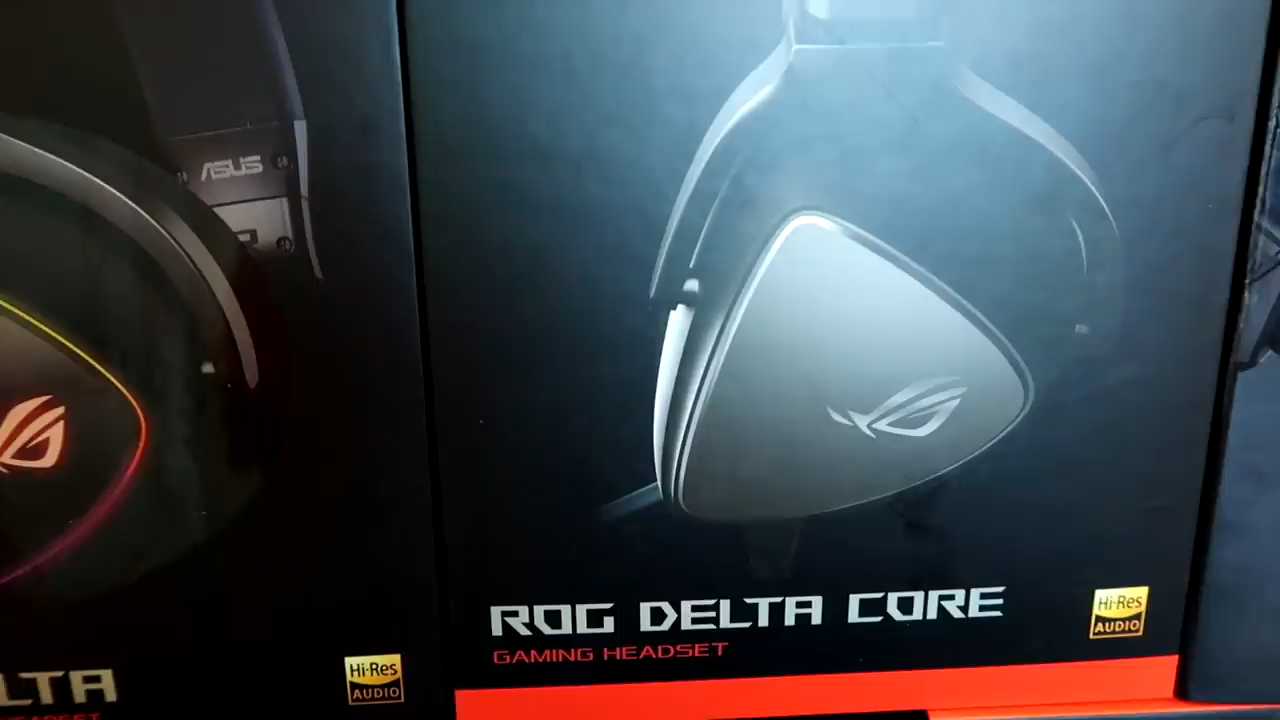 ASUS
ROG DELTA CORE
GAMING HEADSET
Hi-Res
AUDIO
LTA
Hi-Res
AUDIO